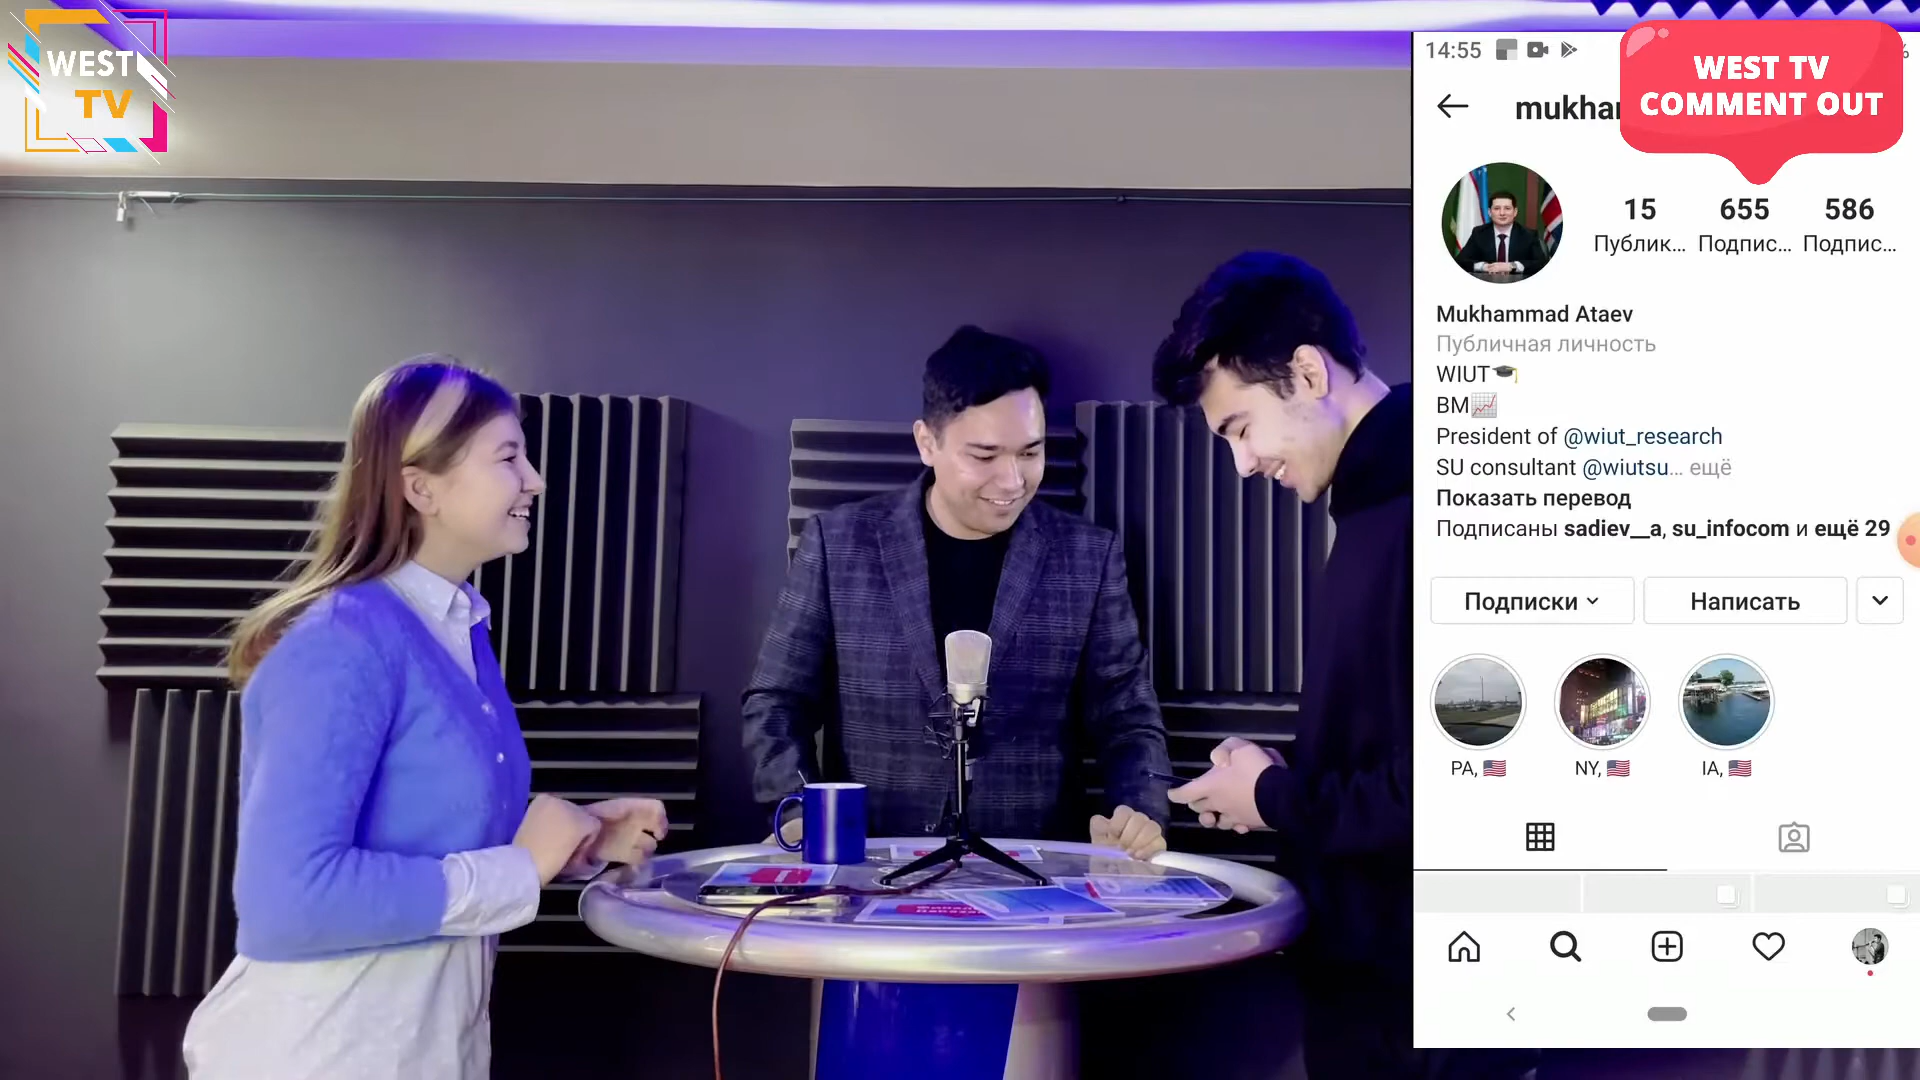 WEST
TV
WEST TV
COMMENT OUT
14:55
15
655
586
Публик...
Подпис...
Подпис...
Mukhammad Ataev
Публичная личность
WIUT🎓
BM📈
President of @wiut_research
SU consultant @wiutsu... ещё
Показать перевод
Подписаны sadiev__a, su_infocom и ещё 29
Подписки
Написать
PA, 🇺🇸
NY, 🇺🇸
IA, 🇺🇸